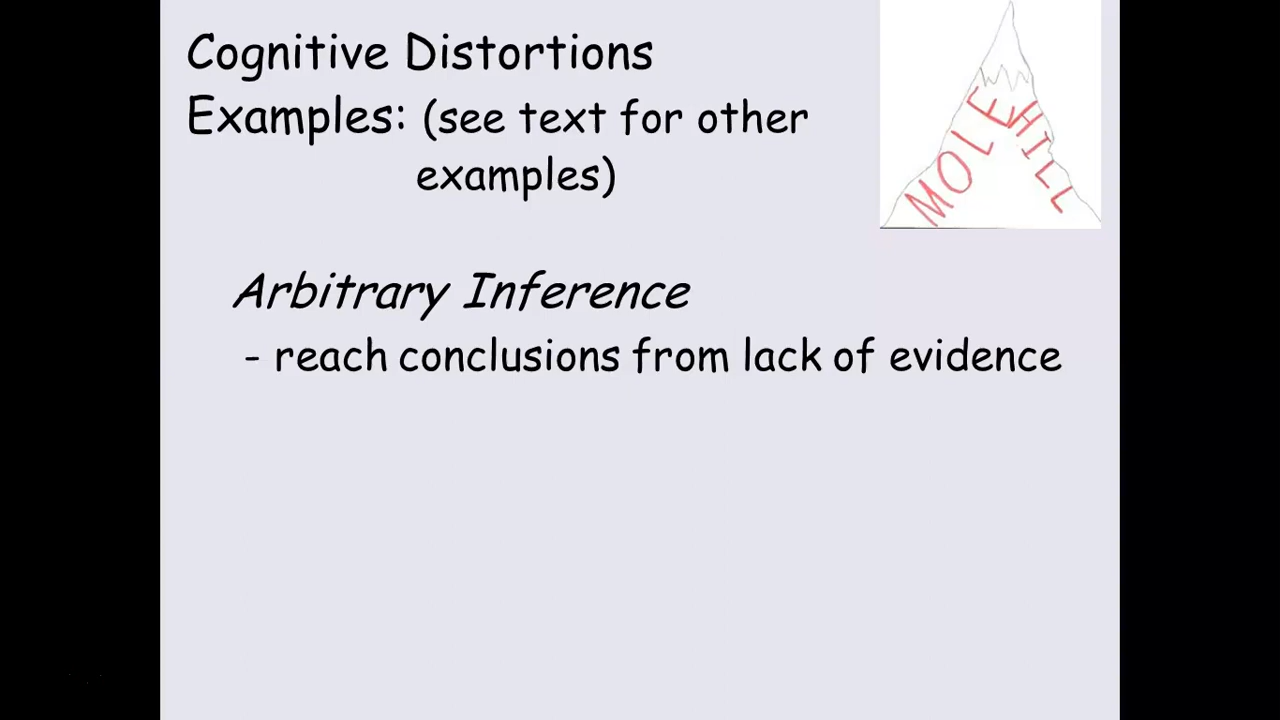 Cognitive Distortions
Examples: (see text for other
examples)
MOLEHILL
Arbitrary Inference
- reach conclusions from lack of evidence